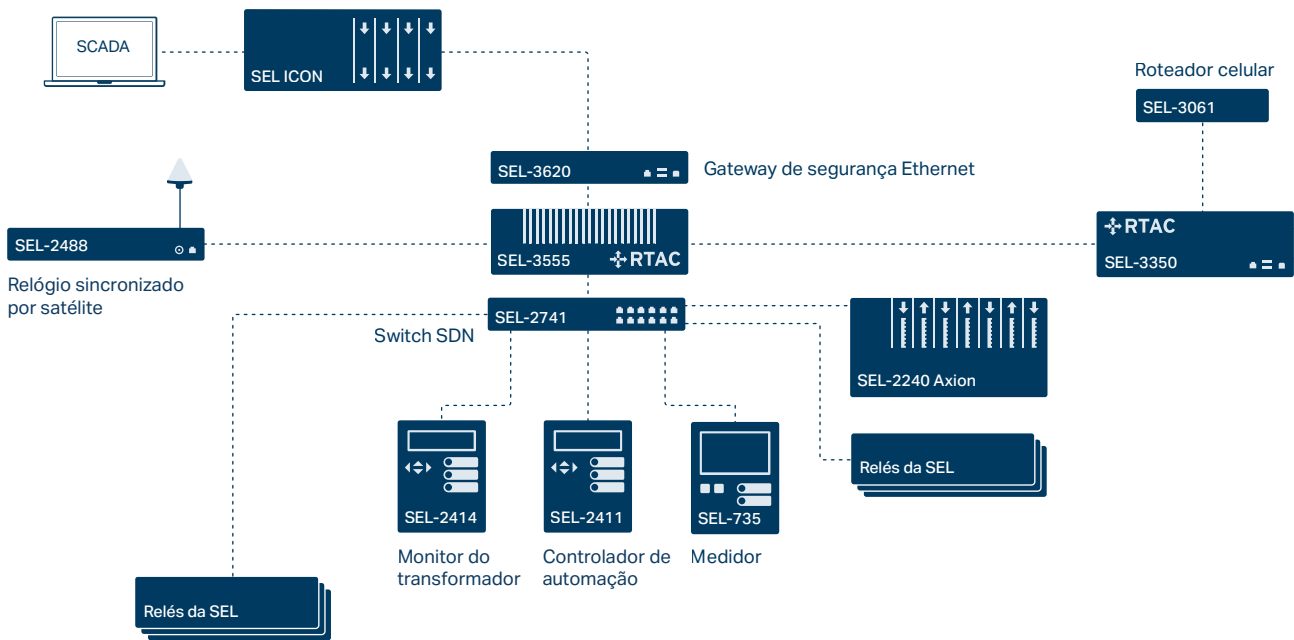 SCADA
SEL ICON
Roteador celular
SEL-3061
SEL-3620
Gateway de segurança Ethernet
SEL-2488
Relógio sincronizado
por satélite
SEL-3555
RTAC
RTAC
SEL-3350
SEL-2741
Switch SDN
SEL-2240 Axion
Relés da SEL
SEL-2414
Monitor do
transformador
SEL-2411
Controlador de
automação
SEL-735
Medidor
Relés da SEL